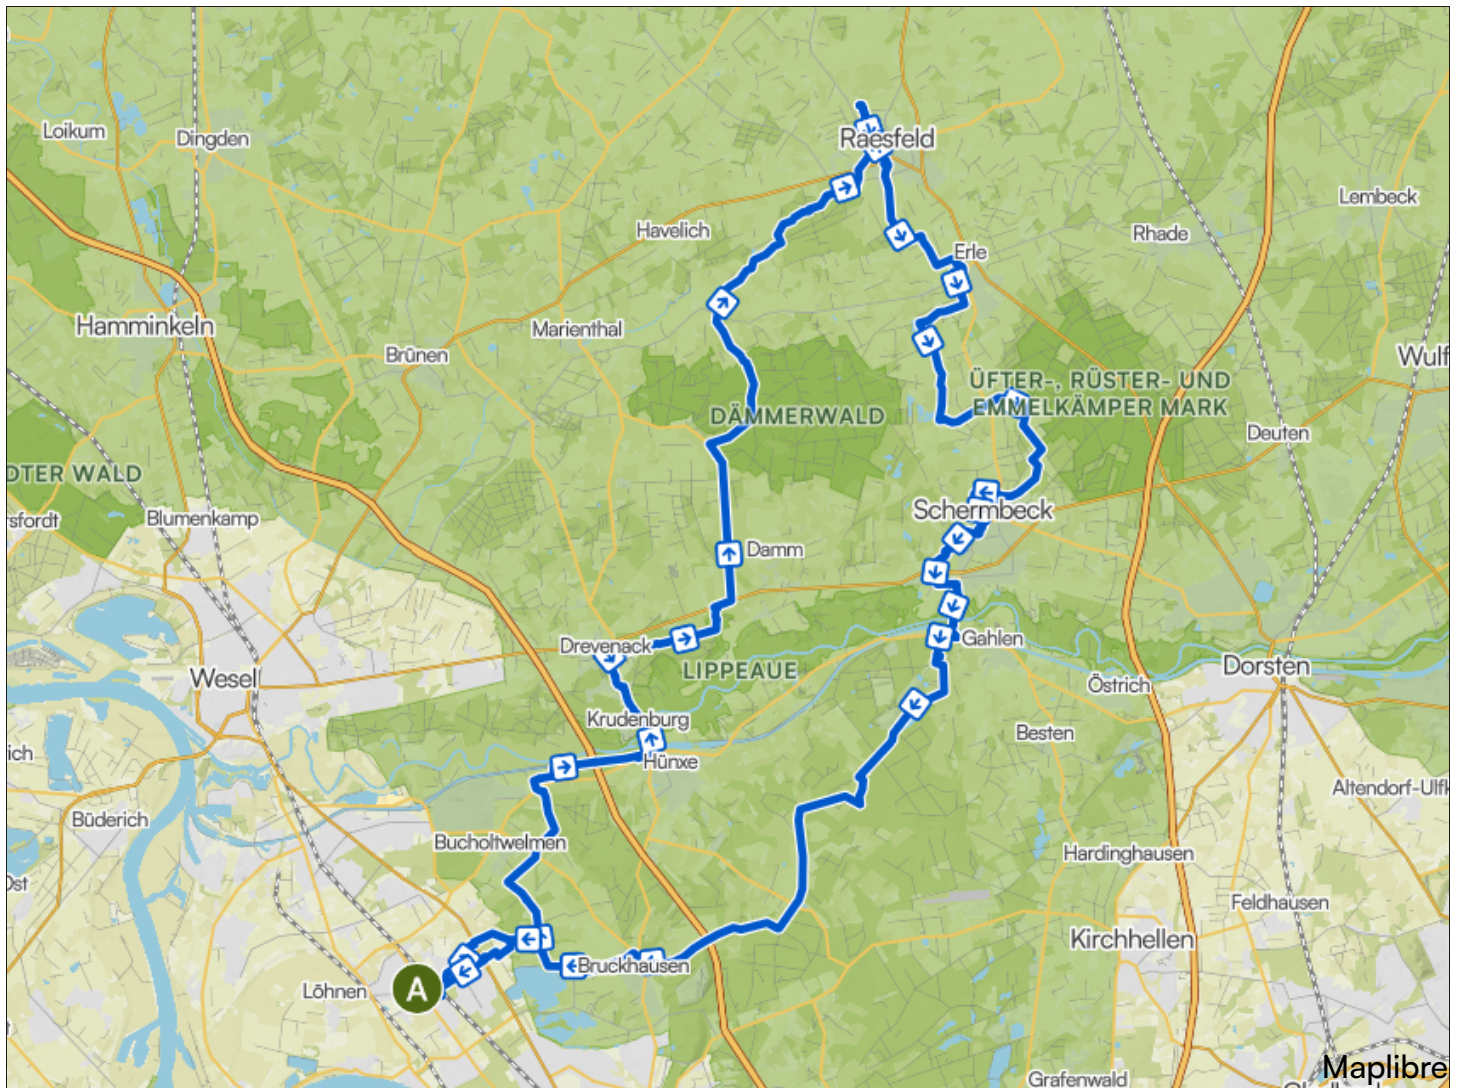 Raesfeld
Loikum
Dingden
Lembeck
Havelich
Rhade
Erle
Hamminkeln
Marienthal
Brünen
Wulf
ÜFTER-, RÜSTER- UND
EMMELKÄMPER MARK
DÄMMERWALD
Deuten
DTER WALD
Schermbeck
rsfordt
Blumenkamp
Damm
Drevenack
Gahlen
LIPPEAUE
Dorsten
Wesel
Östrich
Krudenburg
Besten
ich
Hünxe
Altendorf-Ulfk
Büderich
Bucholtwelmen
Hardinghausen
Ost
Feldhausen
Kirchhellen
Bruckhausen
A
Löhnen
Maplibre
Grafenwald